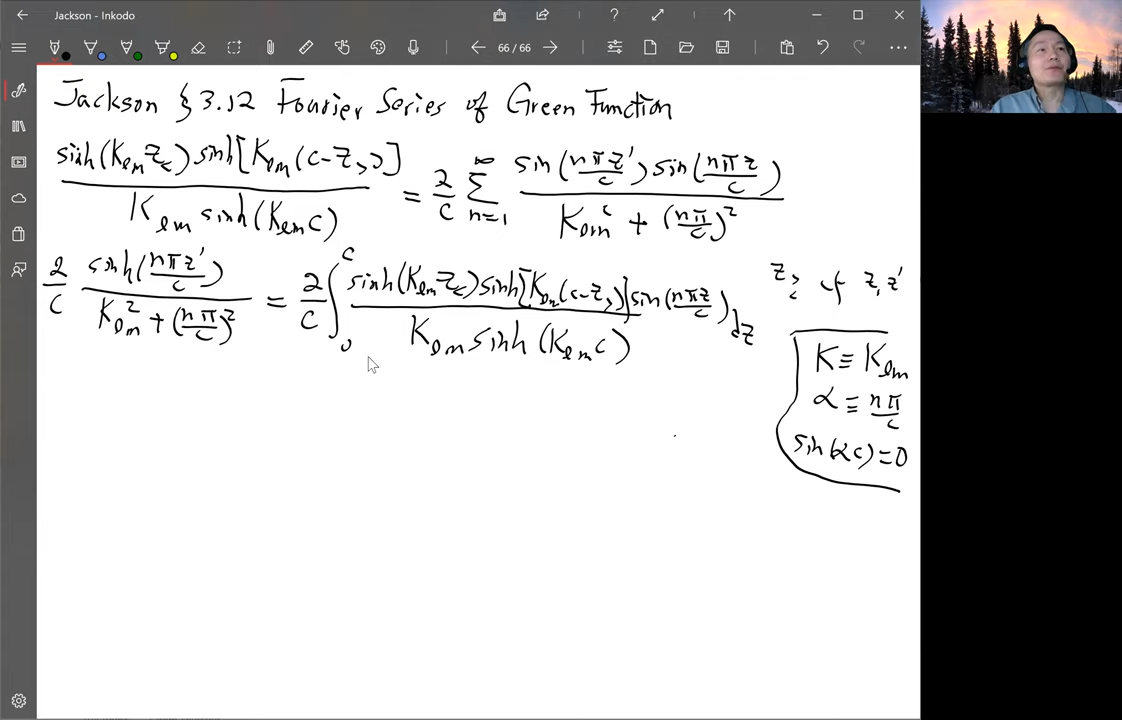 Jackson - Inkodo
66 / 66
Jackson § 3.12 Fourier Series of Green Function
sinh(K_{lm} z_<) sinh[K_{lm}(c-z_>)] / K_{lm} sinh(K_{lm} c) = 2/c ∑_{n=1}^{∞} sin(nπz'/c) sin(nπz/c) / K_{lm}^2 + (nπ/c)^2
2/c sinh(nπz'/c) / K_{lm}^2 + (nπ/c)^2 = 2/c ∫_0^c sinh(K_{lm} z_<) sinh[K_{lm}(c-z_>)] sin(nπz/c) / K_{lm} sinh(K_{lm} c) dz
z_≷ of z, z'
K ≡ K_{lm}
α ≡ nπ/c
sin(αc) = 0